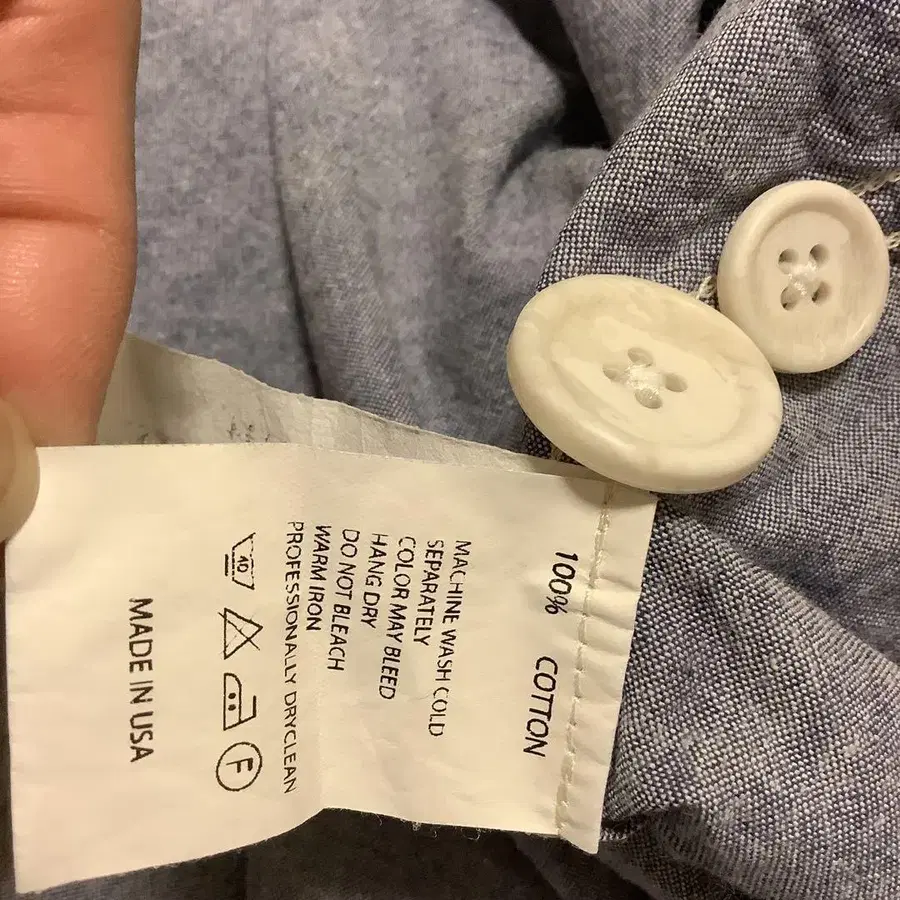 100% COTTON
MACHINE WASH COLD
SEPARATELY
COLOR MAY BLEED
HANG DRY
DO NOT BLEACH
WARM IRON
PROFESSIONALLY DRYCLEAN
40 F
MADE IN USA